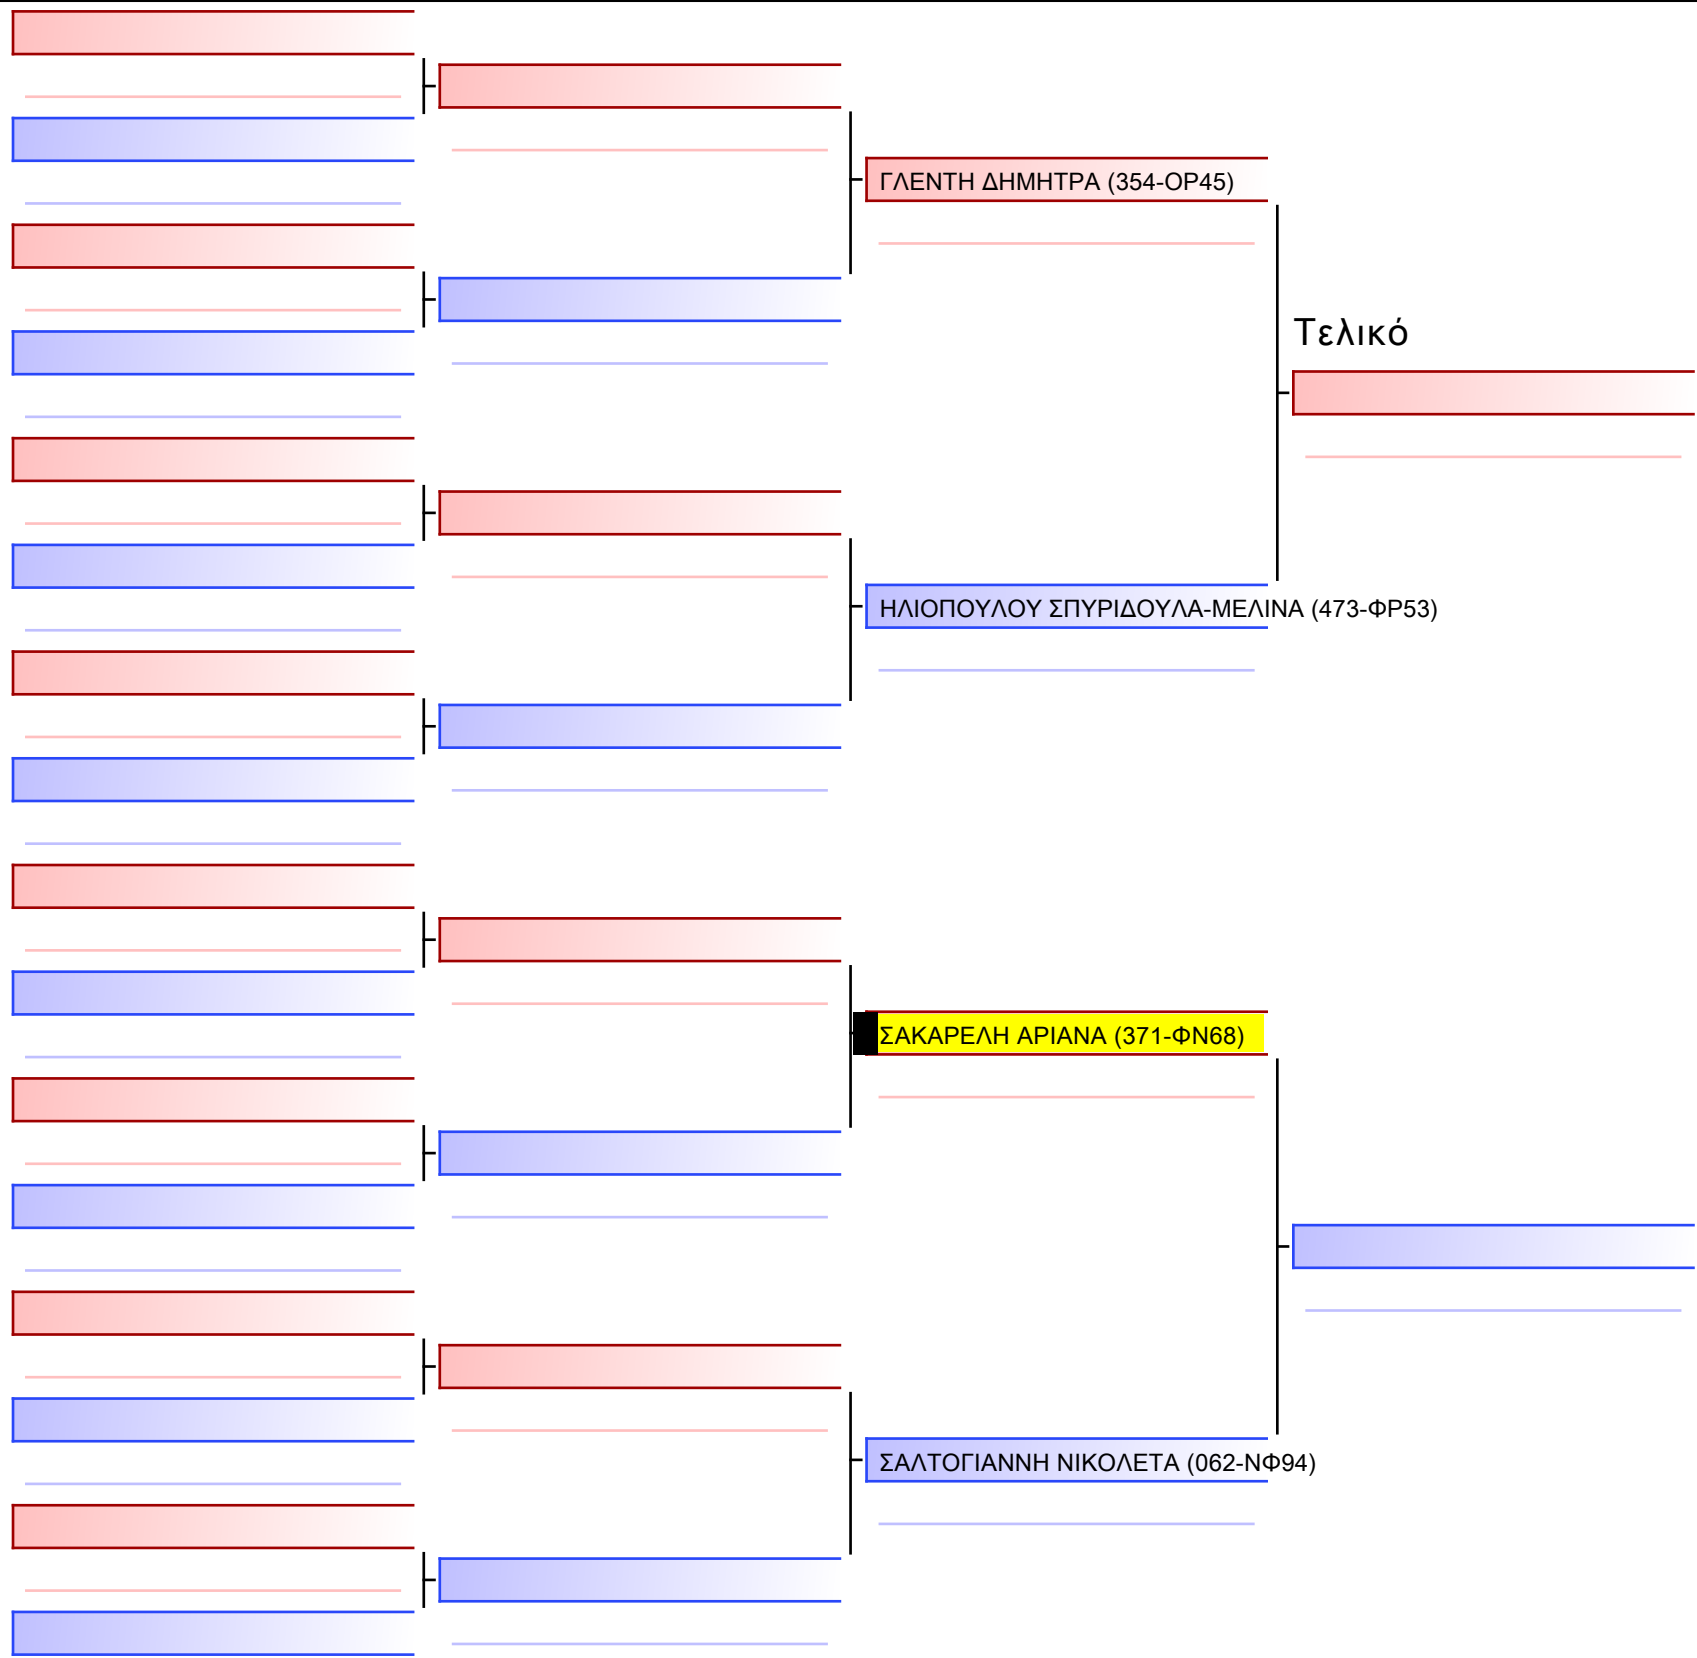 ΓΛΕΝΤΗ ΔΗΜΗΤΡΑ (354-ΟΡ45)
Τελικό
ΗΛΙΟΠΟΥΛΟΥ ΣΠΥΡΙΔΟΥΛΑ-ΜΕΛΙΝΑ (473-ΦΡ53)
ΣΑΚΑΡΕΛΗ ΑΡΙΑΝΑ (371-ΦΝ68)
ΣΑΛΤΟΓΙΑΝΝΗ ΝΙΚΟΛΕΤΑ (062-ΝΦ94)